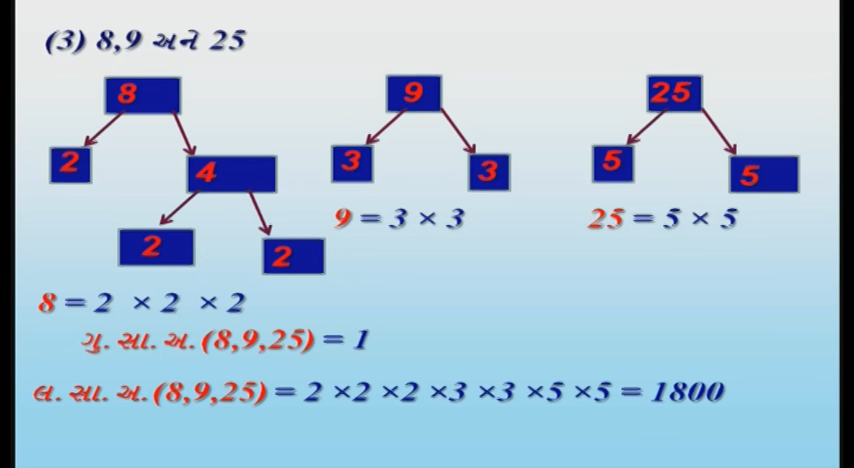 (3) 8,9 અને 25
8 9 25
2 4 3 3 5 5
2 2
9 = 3 × 3 25 = 5 × 5
8 = 2 × 2 × 2
ગુ. સા. અ. (8,9,25) = 1
લ. સા. અ. (8,9,25) = 2 ×2 ×2 ×3 ×3 ×5 ×5 = 1800